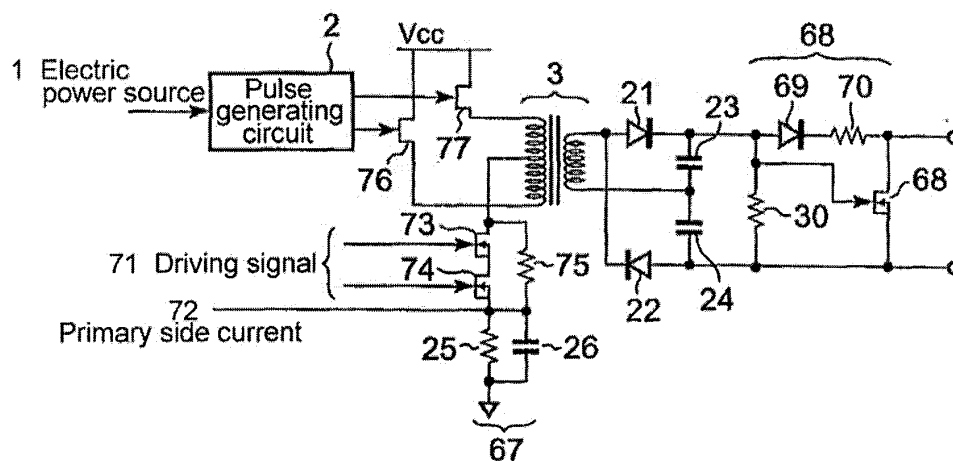 1 Electric
power source
2
Pulse
generating
circuit
Vcc
76
77
3
21
22
23
24
68
69
70
30
68
73
71 Driving signal
74
75
72
Primary side current
25
26
67